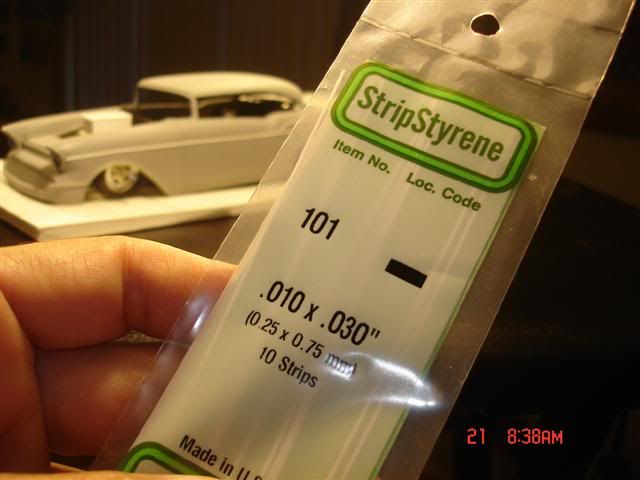 StripStyrene
Item No. Loc. Code
101
.010 x .030"
(0.25 x 0.75 mm)
10 Strips
Made in U.S
21 8:38AM